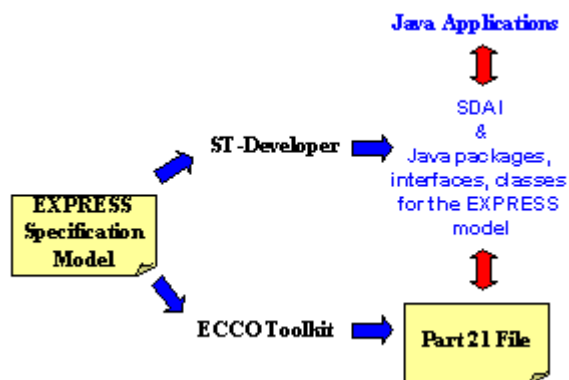 Java Applications
SDAI
&
Java packages,
interfaces, classes
for the EXPRESS
model
ST-Developer
EXPRESS
Specification
Model
ECCO Toolkit
Part 21 File